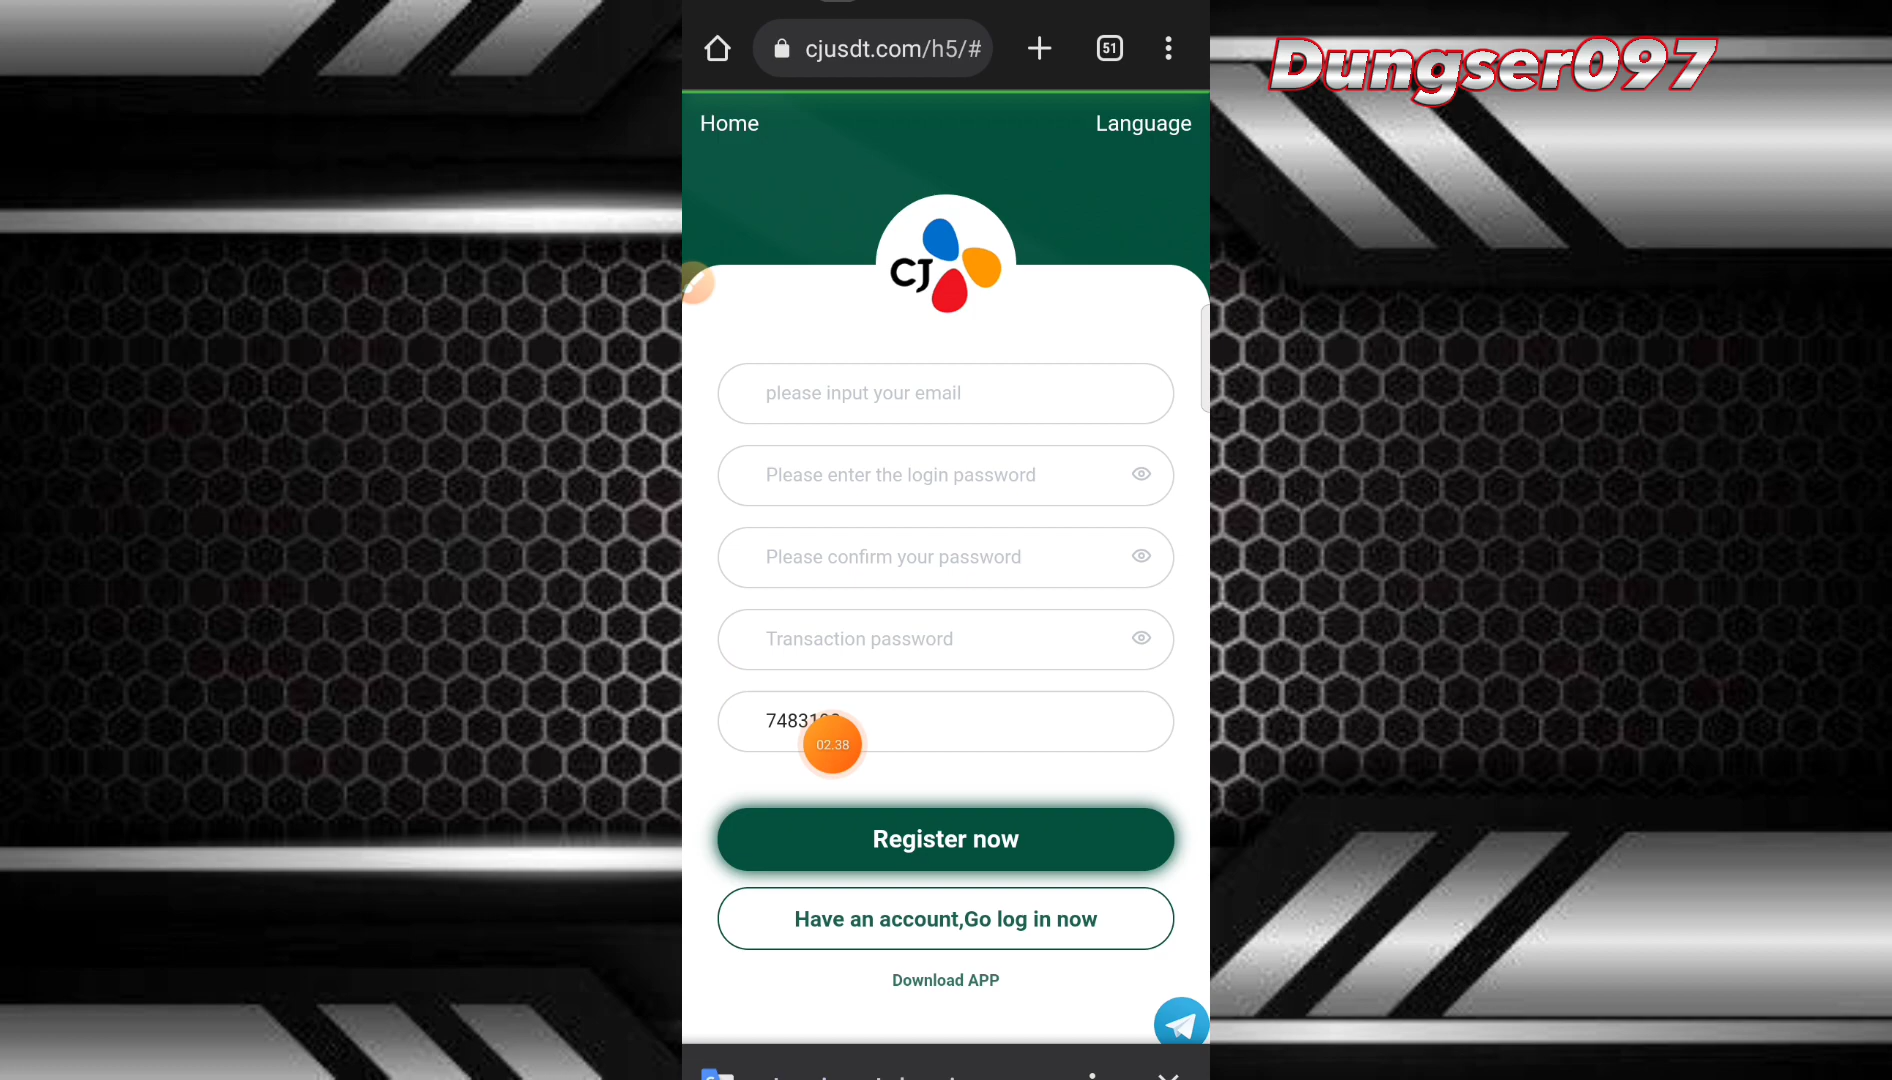 cjusdt.com/h5/#
51
Dungser097
Home
Language
CJ
please input your email
Please enter the login password
Please confirm your password
Transaction password
02.38
Register now
Have an account,Go log in now
Download APP